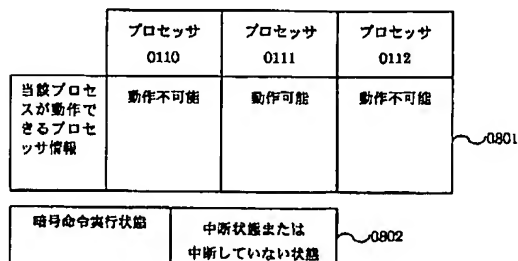 プロセッサ プロセッサ プロセッサ
0110 0111 0112
当該プロセ 動作不可能 動作可能 動作不可能
スが動作で
きるプロセ
ッサ情報
0801
暗号命令実行状態 中断状態または
中断していない状態
0802